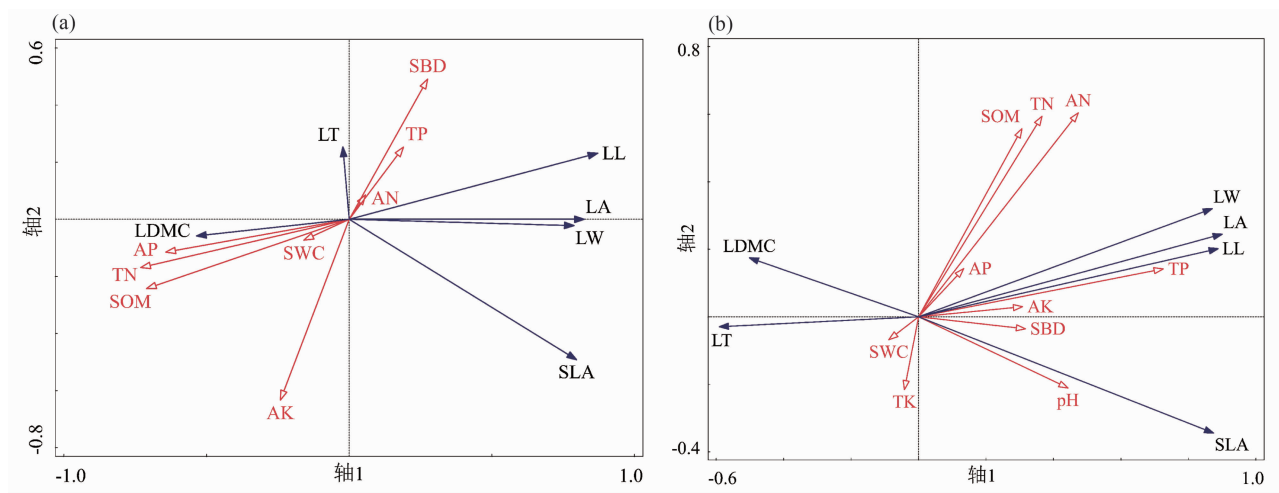 (a)
0.6
轴2
-0.8
-1.0
轴1
1.0
SBD
TP
LT
LL
AN
LA
LW
LDMC
AP
SWC
TN
SOM
SLA
AK
(b)
0.8
轴2
-0.4
-0.6
轴1
1.0
SOM
TN
AN
LW
LA
LL
LDMC
AP
TP
AK
SBD
LT
SWC
TK
pH
SLA